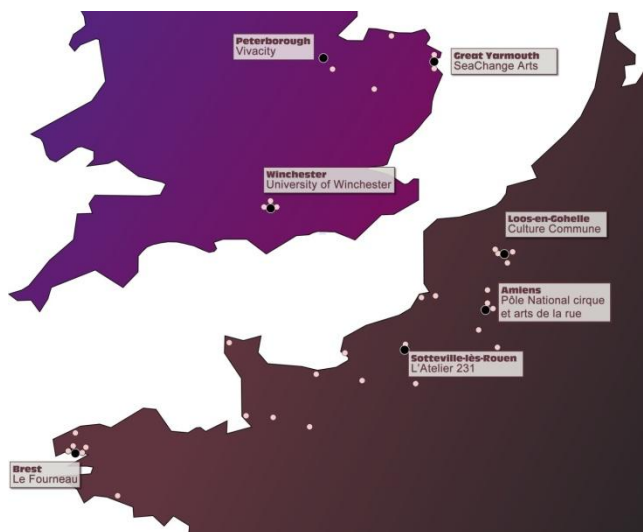 Peterborough
Vivacity
Great Yarmouth
SeaChange Arts
Winchester
University of Winchester
Loos-en-Gohelle
Culture Commune
Amiens
Pôle National cirque
et arts de la rue
Sotteville-lès-Rouen
L'Atelier 231
Brest
Le Fourneau